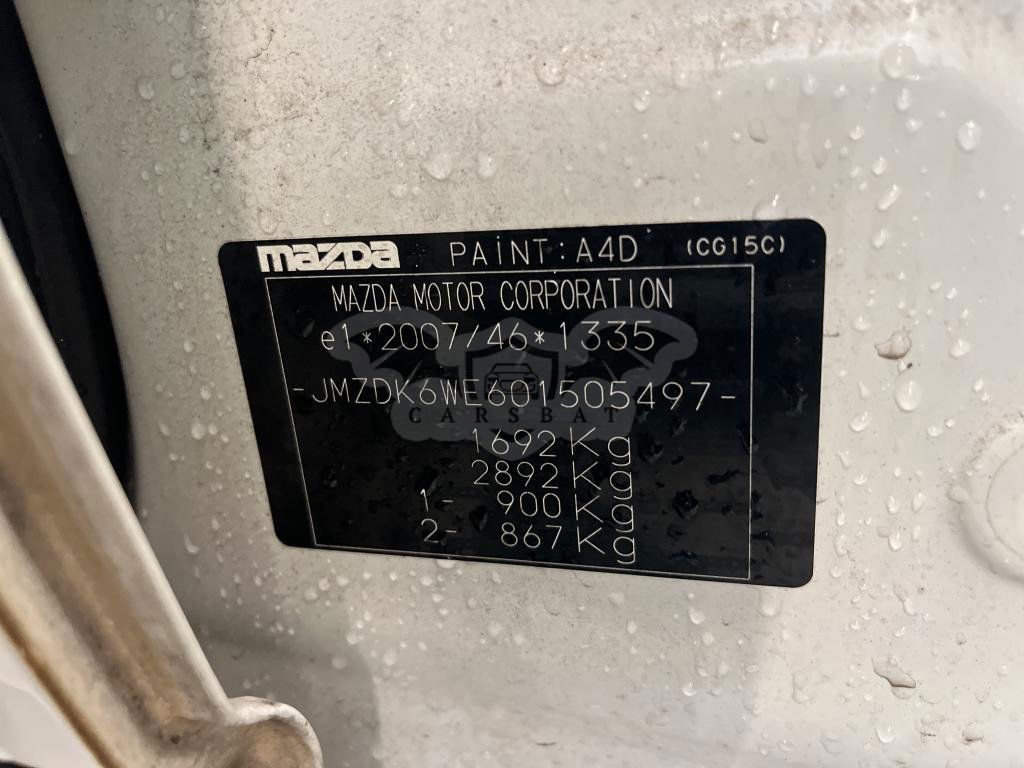 mazda PAINT: A4D (CG15C)
MAZDA MOTOR CORPORATION
e1*2007/46*1335
-JMZDK6WE601505497-
CARSBAT
1692Kg
2892Kg
1- 900Kg
2- 867Kg